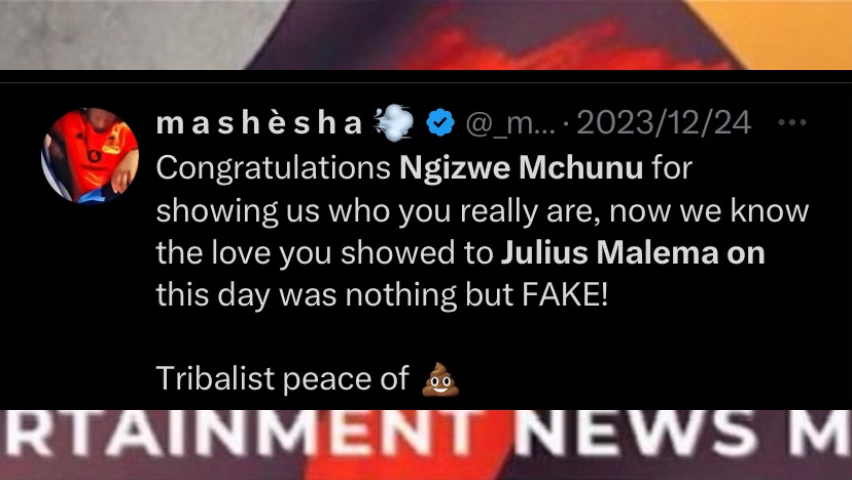 m a s h è s h a 💨 @_m... · 2023/12/24 ...
Congratulations Ngizwe Mchunu for
showing us who you really are, now we know
the love you showed to Julius Malema on
this day was nothing but FAKE!
Tribalist peace of 💩
RTAINMENT NEWS M